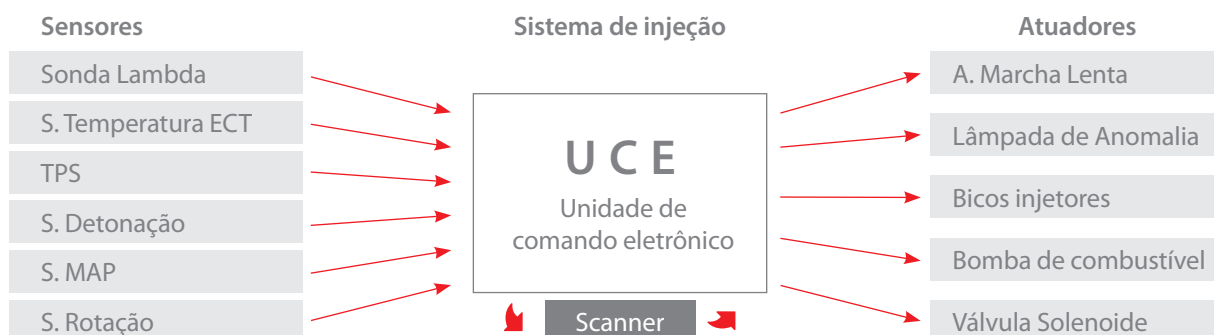 Sensores
Sonda Lambda
S. Temperatura ECT
TPS
S. Detonação
S. MAP
S. Rotação
Sistema de injeção
U C E
Unidade de
comando eletrônico
Scanner
Atuadores
A. Marcha Lenta
Lâmpada de Anomalia
Bicos injetores
Bomba de combustível
Válvula Solenoide